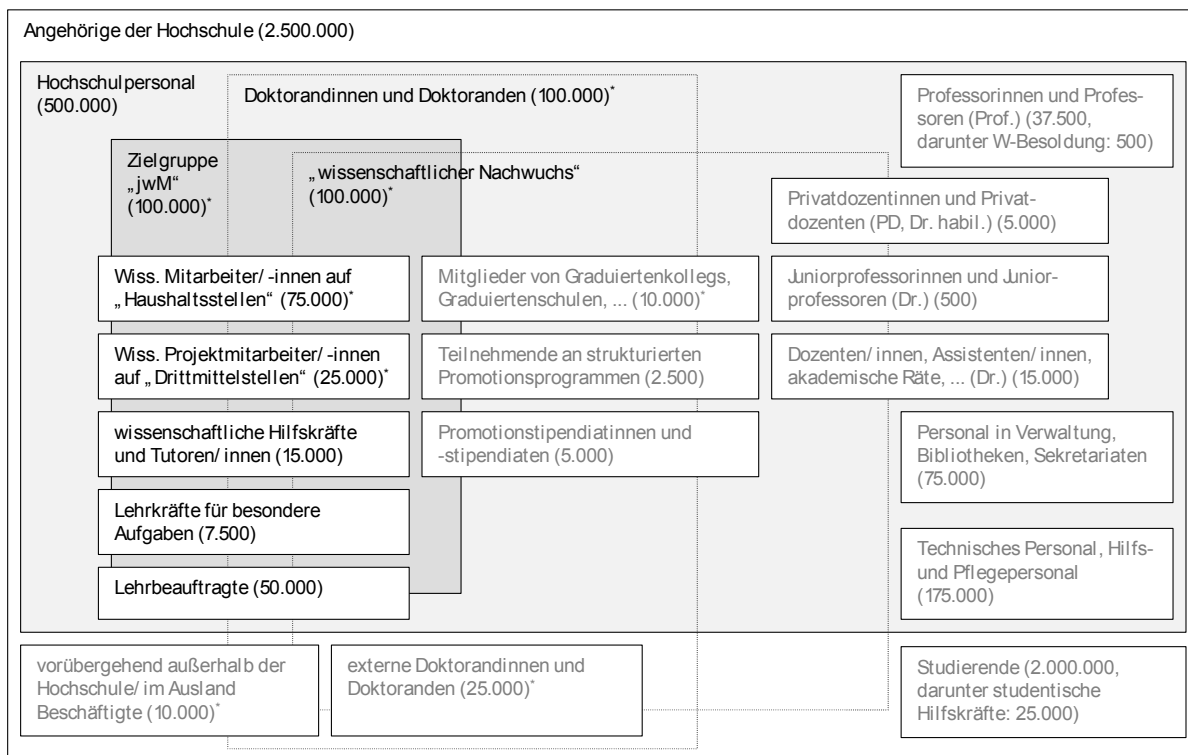 Angehörige der Hochschule (2.500.000)
Hochschulpersonal
(500.000)
Doktorandinnen und Doktoranden (100.000)*
Professorinnen und Profes-
soren (Prof.) (37.500,
darunter W-Besoldung: 500)
Zielgruppe
„jwM“
(100.000)*
„wissenschaftlicher Nachwuchs“
(100.000)*
Privatdozentinnen und Privat-
dozenten (PD, Dr. habil.) (5.000)
Wiss. Mitarbeiter/ -innen auf
„Haushaltsstellen“ (75.000)*
Mitglieder von Graduiertenkollegs,
Graduiertenschulen, ... (10.000)*
Juniorprofessorinnen und Junior-
professoren (Dr.) (500)
Wiss. Projektmitarbeiter/ -innen
auf „Drittmittelstellen“ (25.000)*
Teilnehmende an strukturierten
Promotionsprogrammen (2.500)
Dozenten/ innen, Assistenten/ innen,
akademische Räte, ... (Dr.) (15.000)
wissenschaftliche Hilfskräfte
und Tutoren/ innen (15.000)
Promotionstipendiatinnen und
-stipendiaten (5.000)
Personal in Verwaltung,
Bibliotheken, Sekretariaten
(75.000)
Lehrkräfte für besondere
Aufgaben (7.500)
Technisches Personal, Hilfs-
und Pflegepersonal
(175.000)
Lehrbeauftragte (50.000)
vorübergehend außerhalb der
Hochschule/ im Ausland
Beschäftigte (10.000)*
externe Doktorandinnen und
Doktoranden (25.000)*
Studierende (2.000.000,
darunter studentische
Hilfskräfte: 25.000)